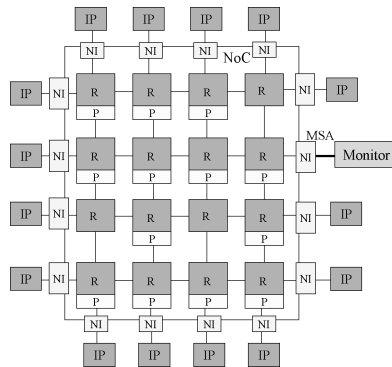 IP IP IP IP
NI NI NI NoC NI
IP NI R R R R NI IP
P P P
MSA
IP NI R R R R NI Monitor
P P P P
IP NI R R R R NI IP
P P
IP NI R R R R NI IP
P P P P
NI NI NI NI
IP IP IP IP